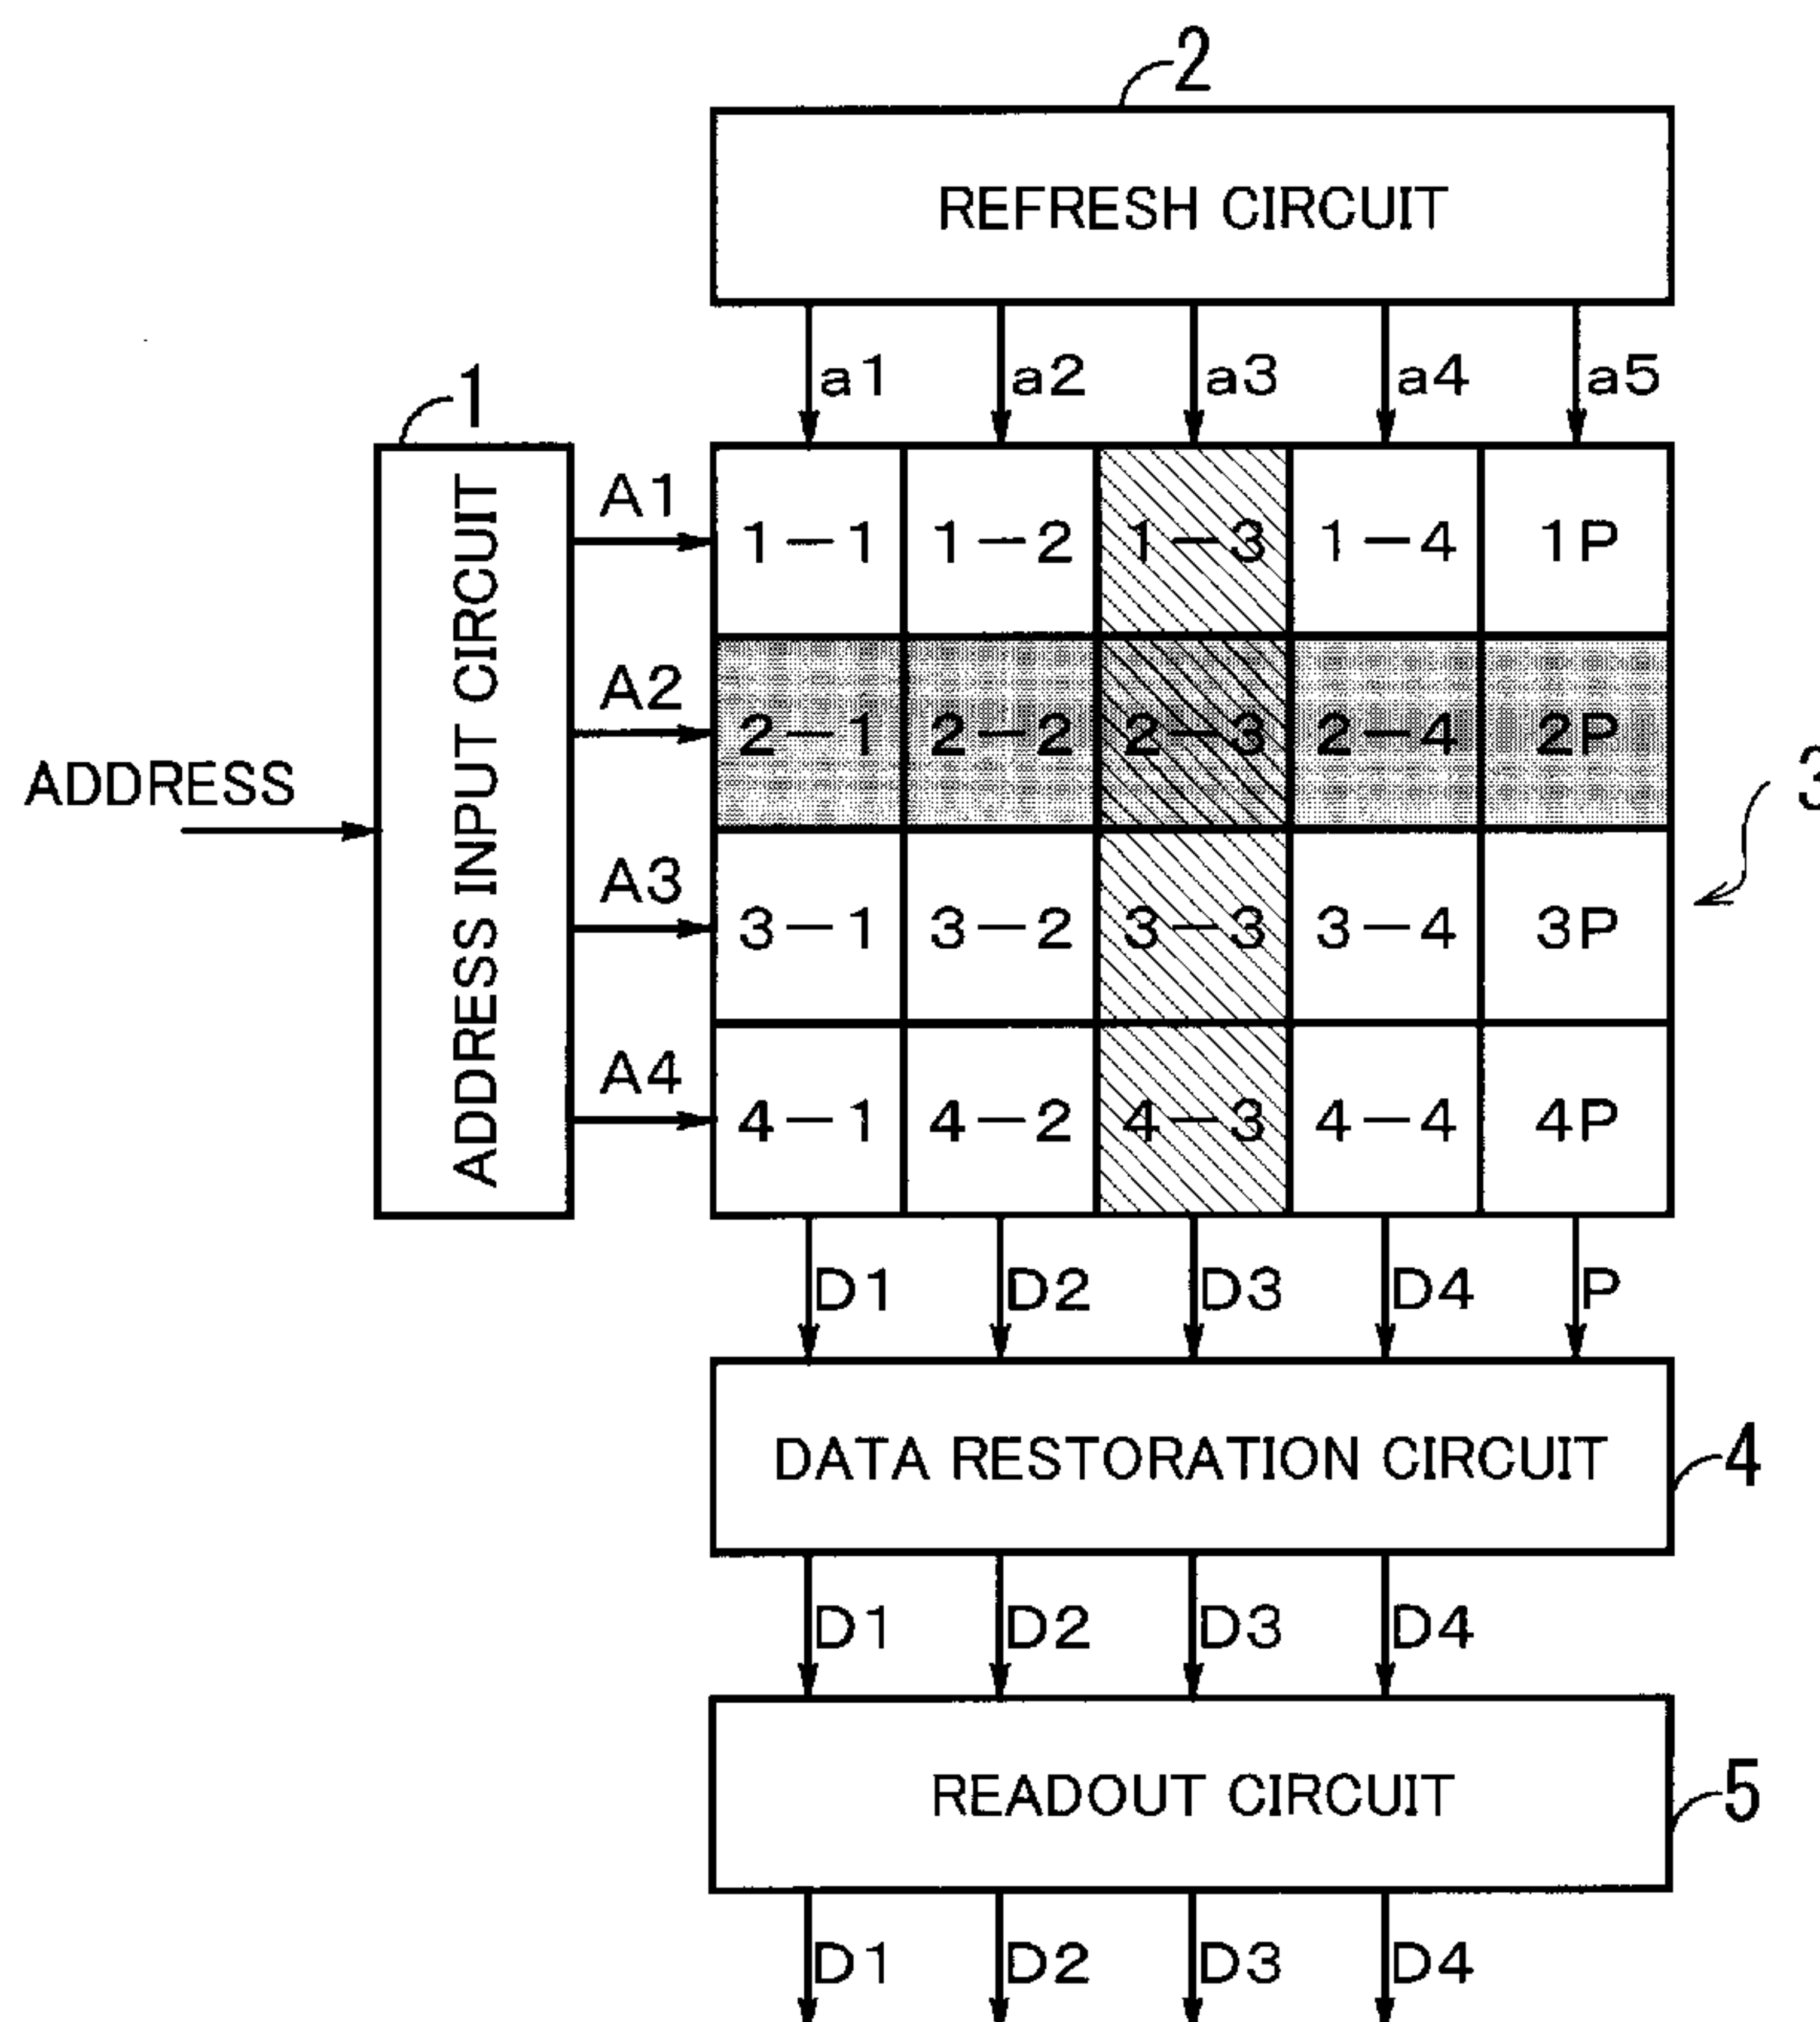 2
REFRESH CIRCUIT
a1 a2 a3 a4 a5
1
ADDRESS INPUT CIRCUIT
ADDRESS
A1
A2
A3
A4
1-1 1-2 1-3 1-4 1P
2-1 2-2 2-3 2-4 2P
3
3-1 3-2 3-3 3-4 3P
4-1 4-2 4-3 4-4 4P
D1 D2 D3 D4 P
DATA RESTORATION CIRCUIT
4
D1 D2 D3 D4
READOUT CIRCUIT
5
D1 D2 D3 D4